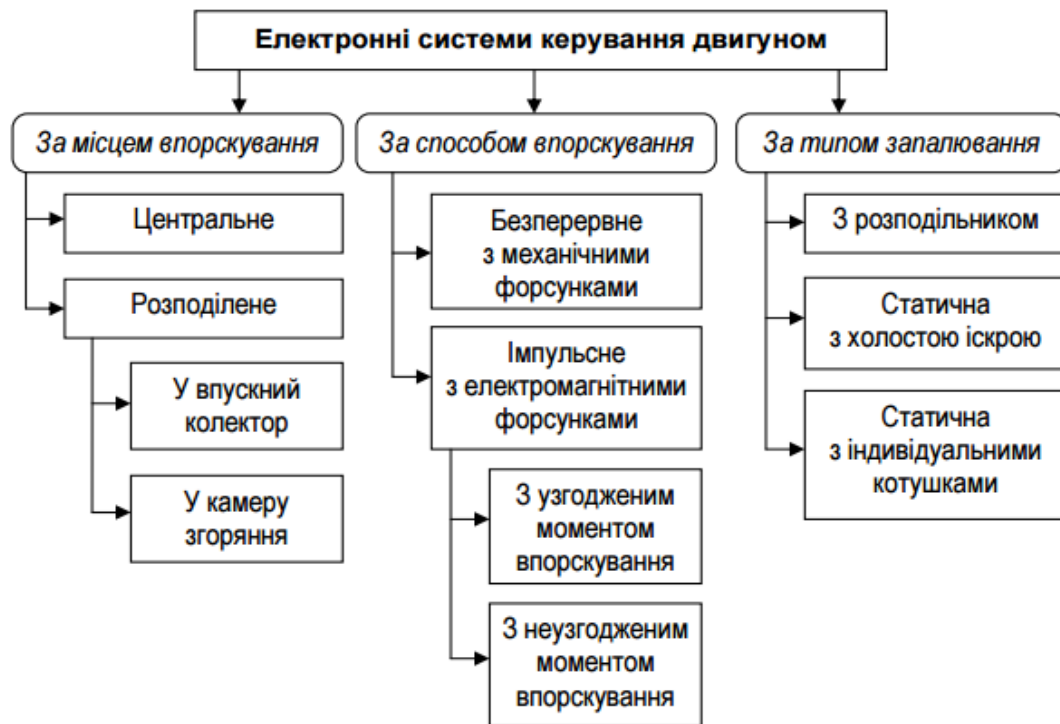 Електронні системи керування двигуном
За місцем впорскування
Центральне
Розподілене
У впускний
колектор
У камеру
згоряння
За способом впорскування
Безперервне
з механічними
форсунками
Імпульсне
з електромагнітними
форсунками
З узгодженим
моментом
впорскування
З неузгодженим
моментом
впорскування
За типом запалювання
З розподільником
Статична
з холостою іскрою
Статична
з індивідуальними
котушками